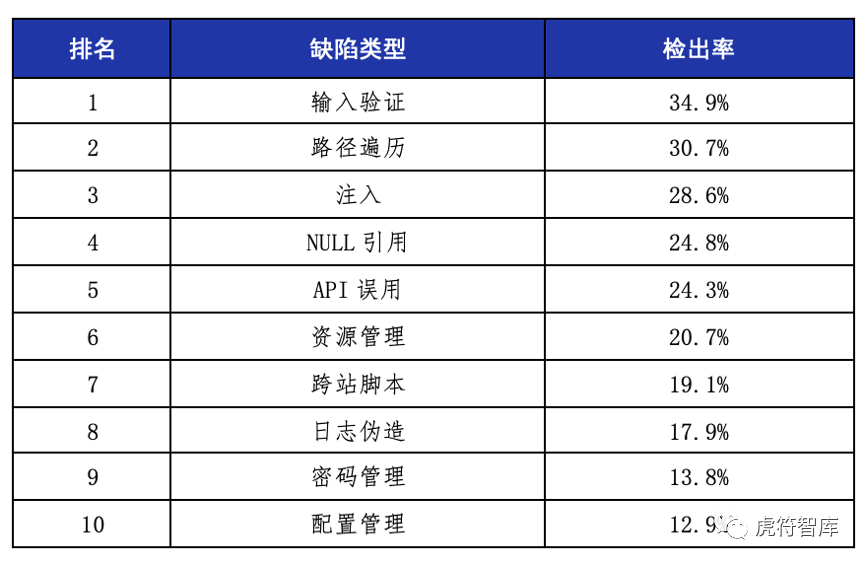 排名 缺陷类型 检出率
1 输入验证 34.9%
2 路径遍历 30.7%
3 注入 28.6%
4 NULL 引用 24.8%
5 API 误用 24.3%
6 资源管理 20.7%
7 跨站脚本 19.1%
8 日志伪造 17.9%
9 密码管理 13.8%
10 配置管理 12.9%
虎符智库